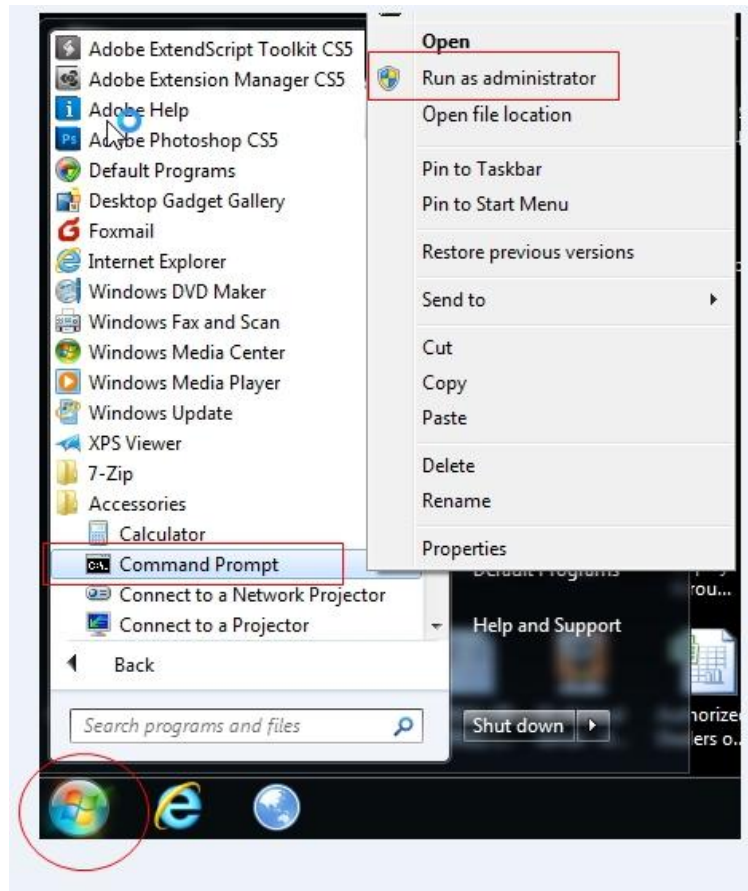 Adobe ExtendScript Toolkit CS5
Adobe Extension Manager CS5
Adobe Help
Adobe Photoshop CS5
Default Programs
Desktop Gadget Gallery
Foxmail
Internet Explorer
Windows DVD Maker
Windows Fax and Scan
Windows Media Center
Windows Media Player
Windows Update
XPS Viewer
7-Zip
Accessories
Calculator
Command Prompt
Connect to a Network Projector
Connect to a Projector
Back
Search programs and files
Open
Run as administrator
Open file location
Pin to Taskbar
Pin to Start Menu
Restore previous versions
Send to
Cut
Copy
Paste
Delete
Rename
Properties
Default Programs
Help and Support
Shut down
rou...
horize
ers o..